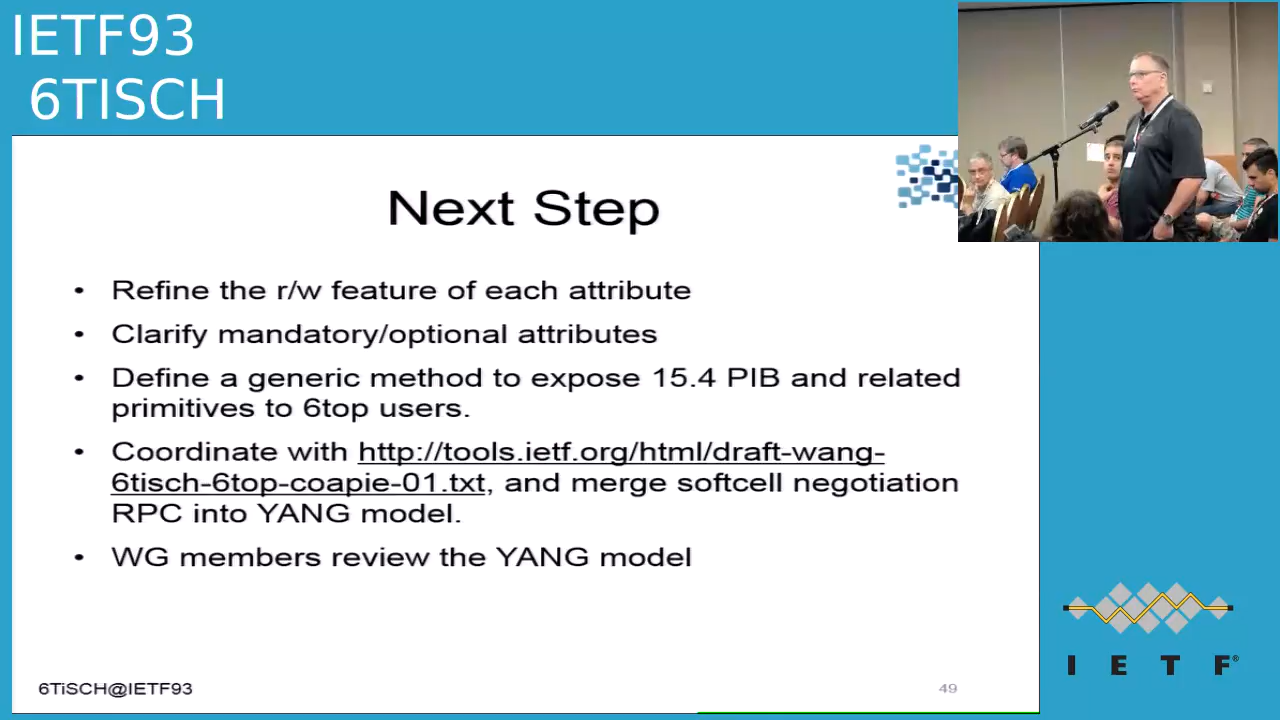 IETF93
6TISCH
Next Step
• Refine the r/w feature of each attribute
• Clarify mandatory/optional attributes
• Define a generic method to expose 15.4 PIB and related
primitives to 6top users.
• Coordinate with http://tools.ietf.org/html/draft-wang-
6tisch-6top-coapie-01.txt, and merge softcell negotiation
RPC into YANG model.
• WG members review the YANG model
I E T F®
6TiSCH@IETF93
49